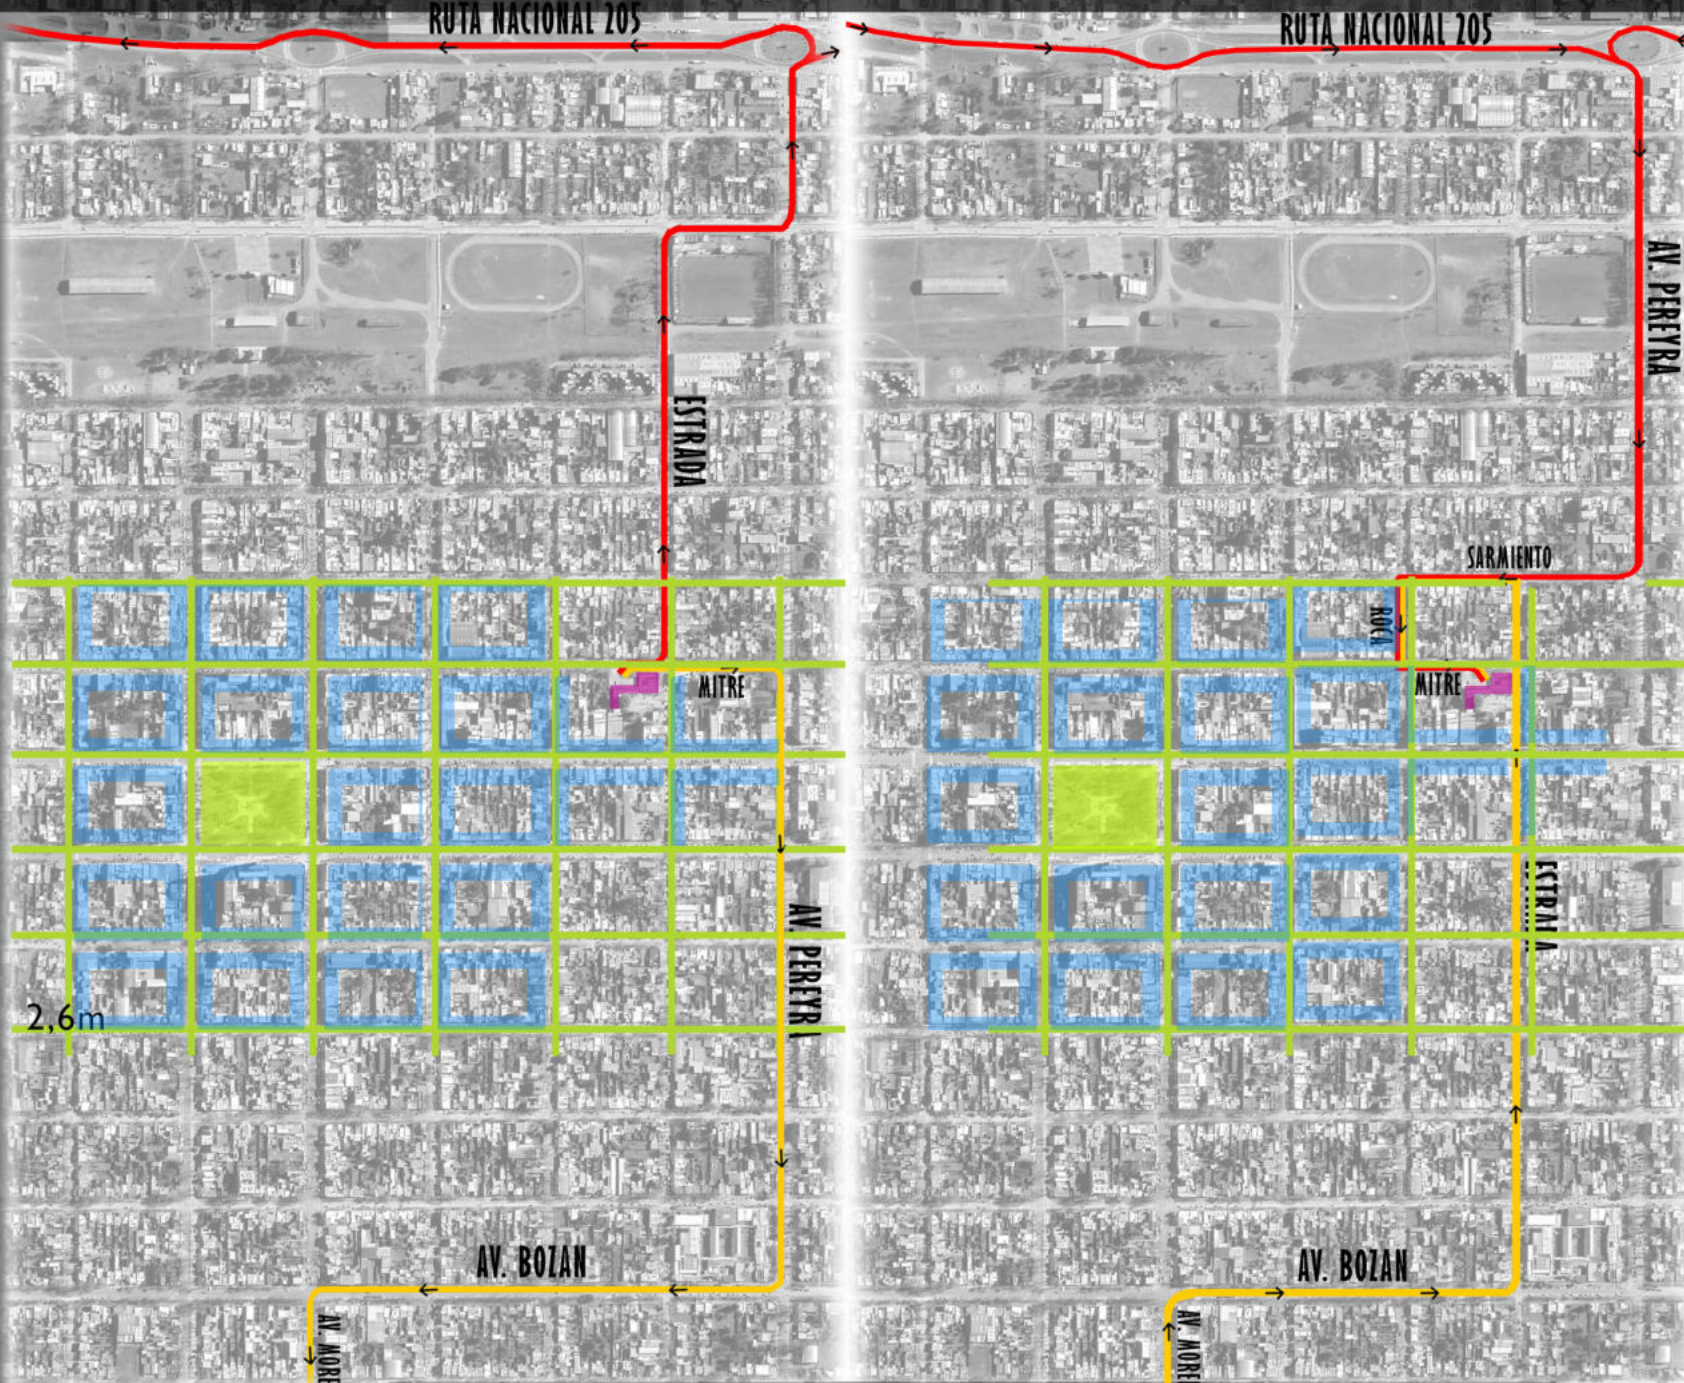 RUTA NACIONAL 205
RUTA NACIONAL 205
AV. PEREYRA
ESTRADA
SARMIENTO
ROCA
MITRE
MITRE
AV. PEREYR
2,6m
AV. BOZAN
AV. BOZAN
AV. MORE
AV. MORE